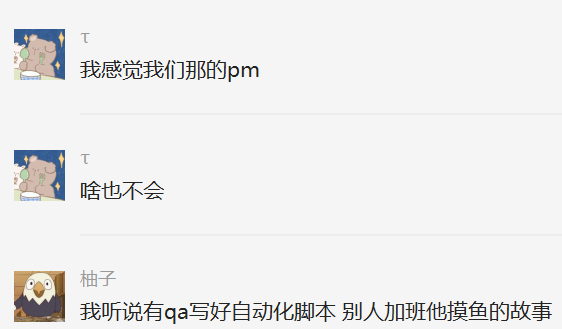 τ
我感觉我们那的pm
τ
啥也不会
柚子
我听说有qa写好自动化脚本 别人加班他摸鱼的故事